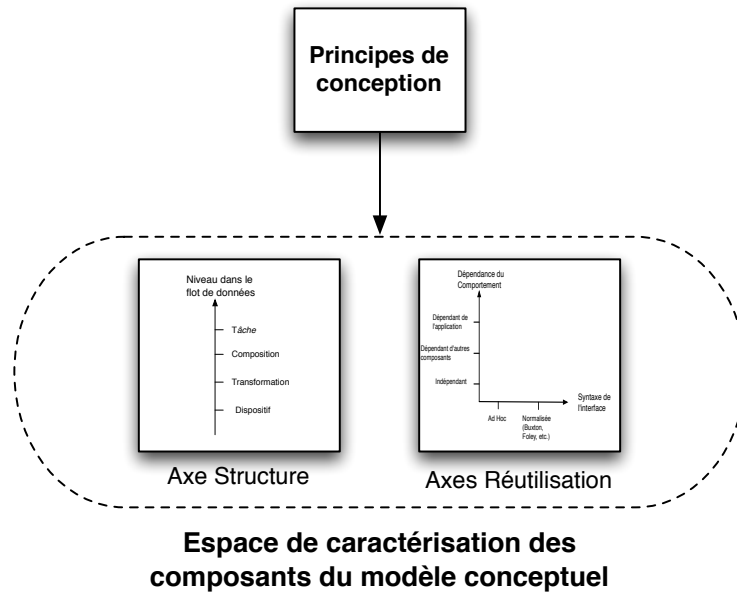 Principes de
conception
Niveau dans le
flot de données
Tâche
Composition
Transformation
Dispositif
Axe Structure
Dépendance du
Comportement
Dépendant de
l'application
Dépendant d'autres
composants
Indépendant
Ad Hoc
Normalisée
(Buxton,
Foley, etc.)
Syntaxe de
l'Interface
Axes Réutilisation
Espace de caractérisation des
composants du modèle conceptuel